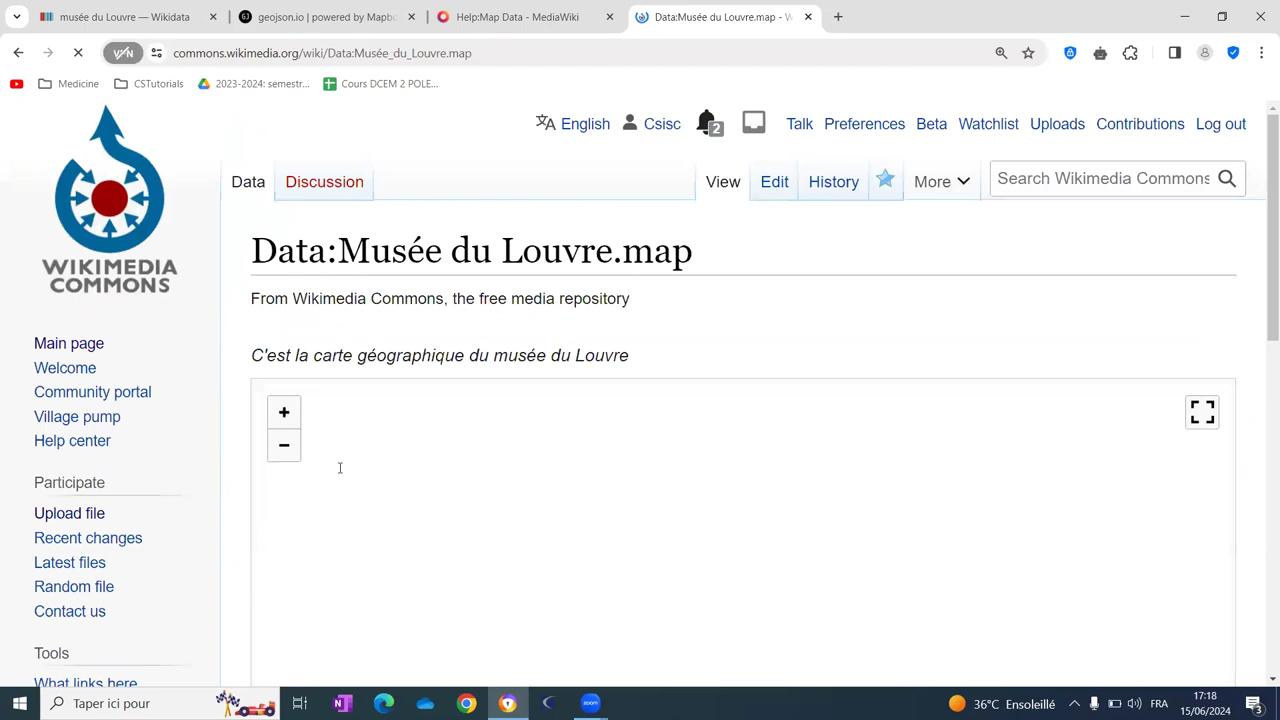 musée du Louvre — Wikidata
geojson.io | powered by Mapb
Help:Map Data - MediaWiki
Data:Musée du Louvre.map - W
commons.wikimedia.org/wiki/Data:Musée_du_Louvre.map
Medicine
CSTutorials
2023-2024: semestr...
Cours DCEM 2 POLE...
English
Csisc
2
Talk
Preferences
Beta
Watchlist
Uploads
Contributions
Log out
Data
Discussion
View
Edit
History
More
Search Wikimedia Commons
WIKIMEDIA
COMMONS
Data:Musée du Louvre.map
From Wikimedia Commons, the free media repository
C'est la carte géographique du musée du Louvre
+
−
Main page
Welcome
Community portal
Village pump
Help center
Participate
Upload file
Recent changes
Latest files
Random file
Contact us
Tools
What links here
Taper ici pour
zoom
36°C Ensoleillé
FRA
17:18
15/06/2024
3